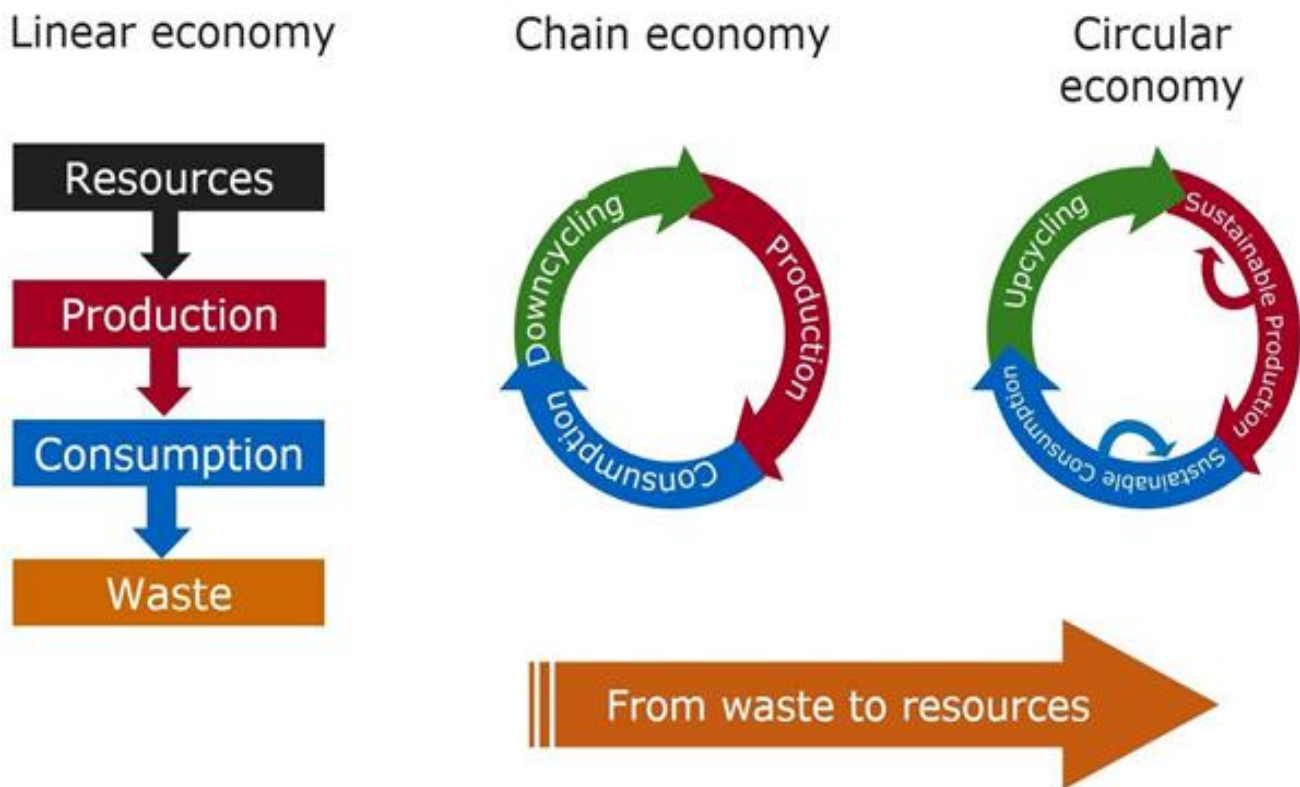 Linear economy
Chain economy
Circular
economy
Resources
Production
Consumption
Waste
Downcycling
Production
Consumption
Upcycling
Sustainable Production
Sustainable Consumption
From waste to resources